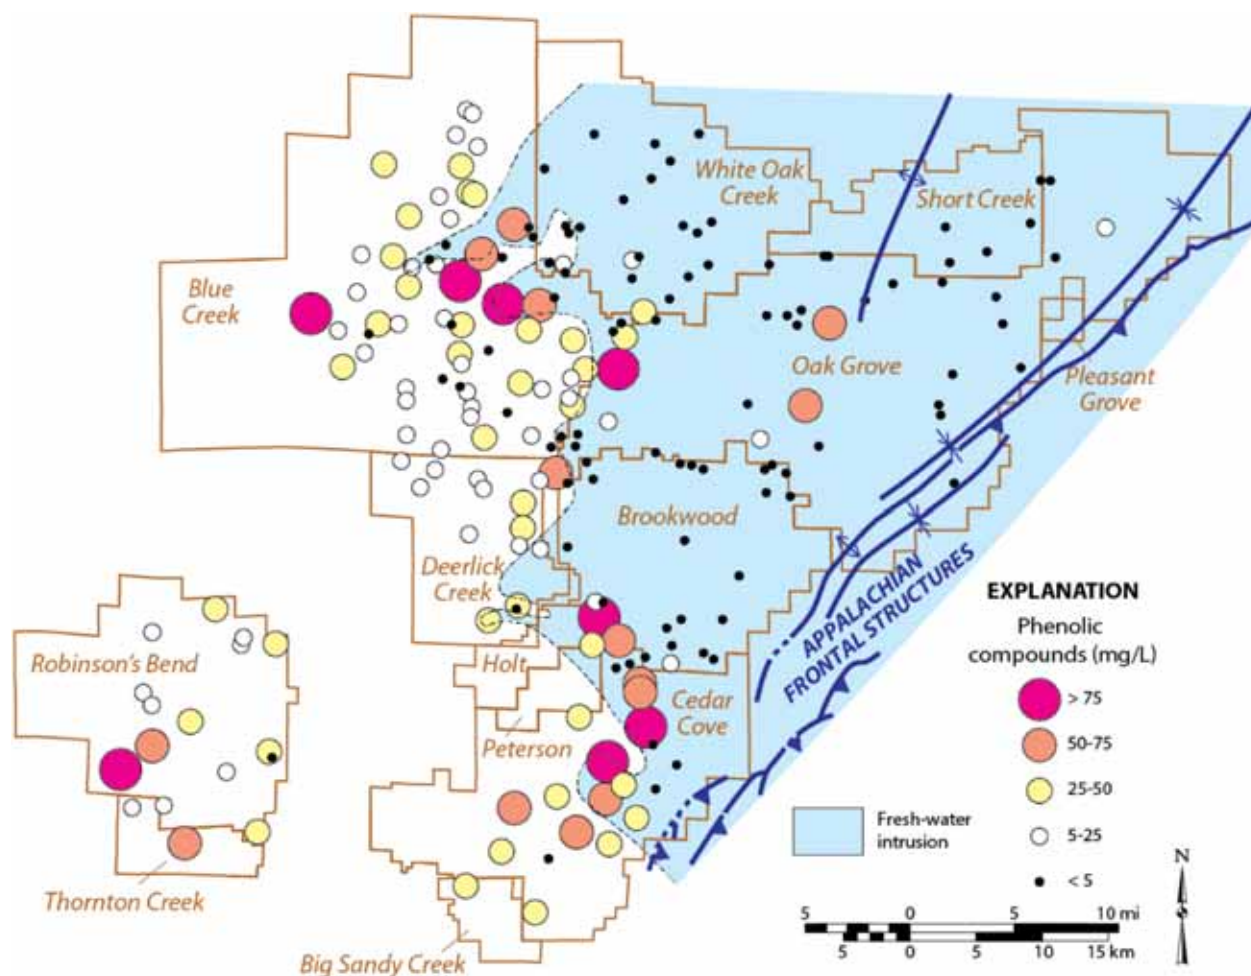 White Oak
Creek
Short Creek
Blue
Creek
Oak Grove
Pleasant
Grove
Brookwood
Deerlick
Creek
APPALACHIAN
FRONTAL STRUCTURES
Robinson's Bend
Holt
Cedar
Cove
Peterson
Thornton Creek
Big Sandy Creek
EXPLANATION
Phenolic
compounds (mg/L)
> 75
50-75
25-50
5-25
< 5
Fresh-water
intrusion
N
5 0 5 10 mi
5 0 5 10 15 km